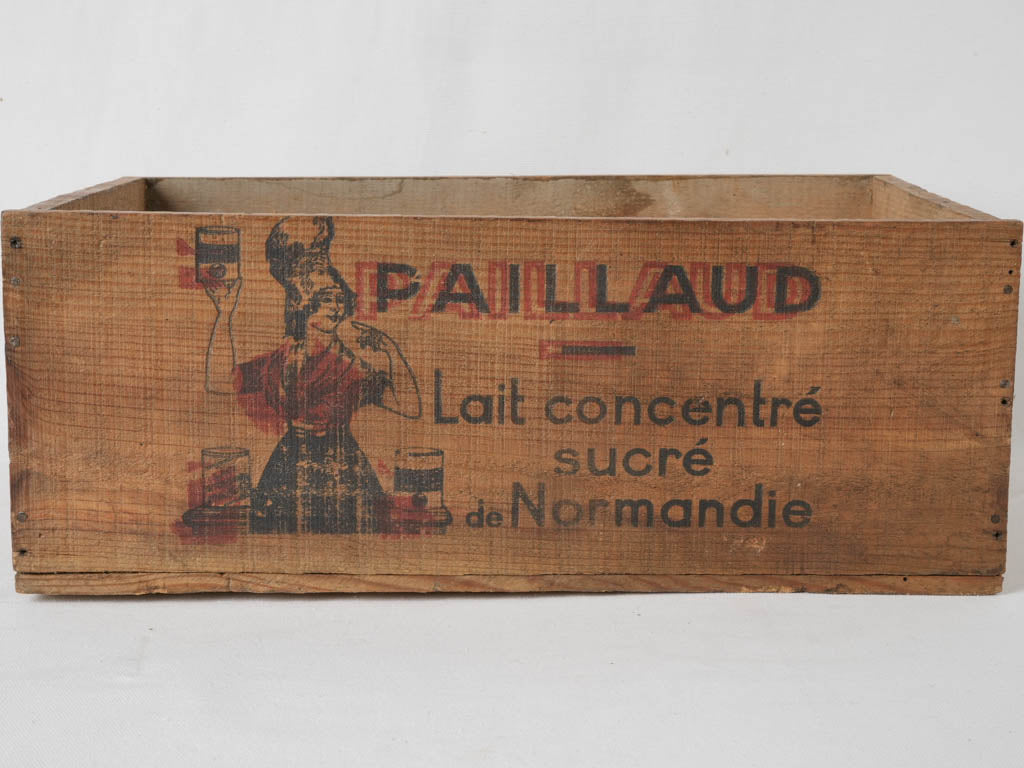 PAILLAUD
Lait concentré
sucré
de Normandie